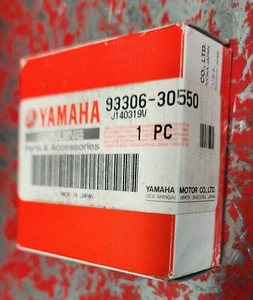 YAMAHA
GENUINE
Parts & Accessories
93306-30550
J140319V
1 PC
MADE IN JAPAN
YAMAHA MOTOR CO.,LTD.
CO., LTD.